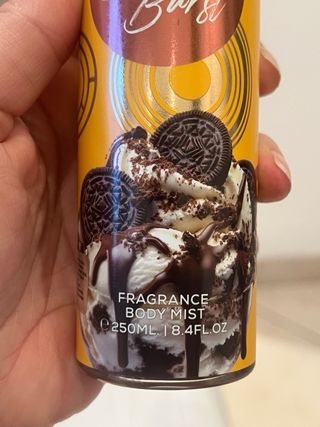 Burst
FRAGRANCE
BODY MIST
℮250ML. | 8.4FL.OZ